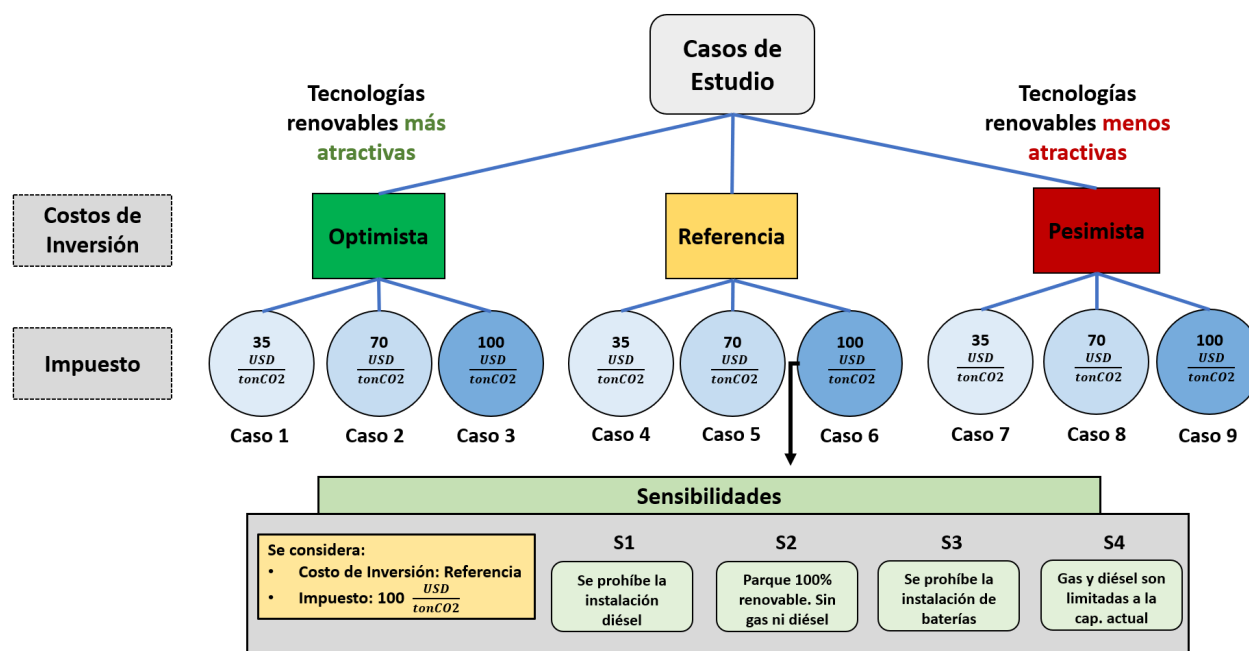 Casos de
Estudio
Tecnologías
renovables más
atractivas
Tecnologías
renovables menos
atractivas
Costos de
Inversión
Optimista
Referencia
Pesimista
Impuesto
35
USD
tonCO2
70
USD
tonCO2
100
USD
tonCO2
35
USD
tonCO2
70
USD
tonCO2
100
USD
tonCO2
35
USD
tonCO2
70
USD
tonCO2
100
USD
tonCO2
Caso 1
Caso 2
Caso 3
Caso 4
Caso 5
Caso 6
Caso 7
Caso 8
Caso 9
Sensibilidades
Se considera:
• Costo de Inversión: Referencia
• Impuesto: 100 USD/tonCO2
S1
Se prohíbe la
instalación
diésel
S2
Parque 100%
renovable. Sin
gas ni diésel
S3
Se prohíbe la
instalación de
baterías
S4
Gas y diésel son
limitadas a la
cap. actual